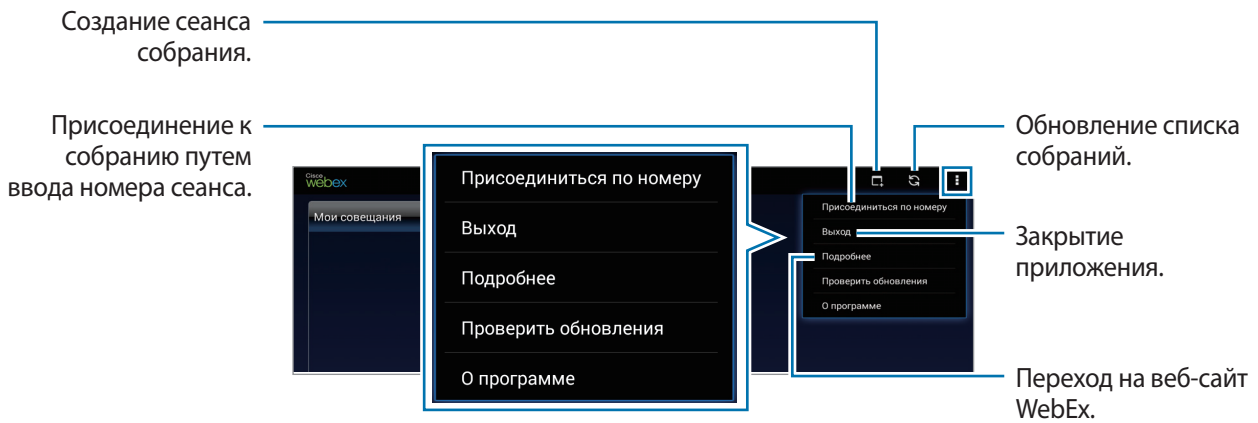 Создание сеанса
собрания.
Присоединение к
собранию путем
ввода номера сеанса.
Обновление списка
собраний.
Cisco
webex
Мои совещания
Присоединиться по номеру
Выход
Подробнее
Проверить обновления
О программе
Присоединиться по номеру
Выход
Подробнее
Проверить обновления
О программе
Закрытие
приложения.
Переход на веб-сайт
WebEx.